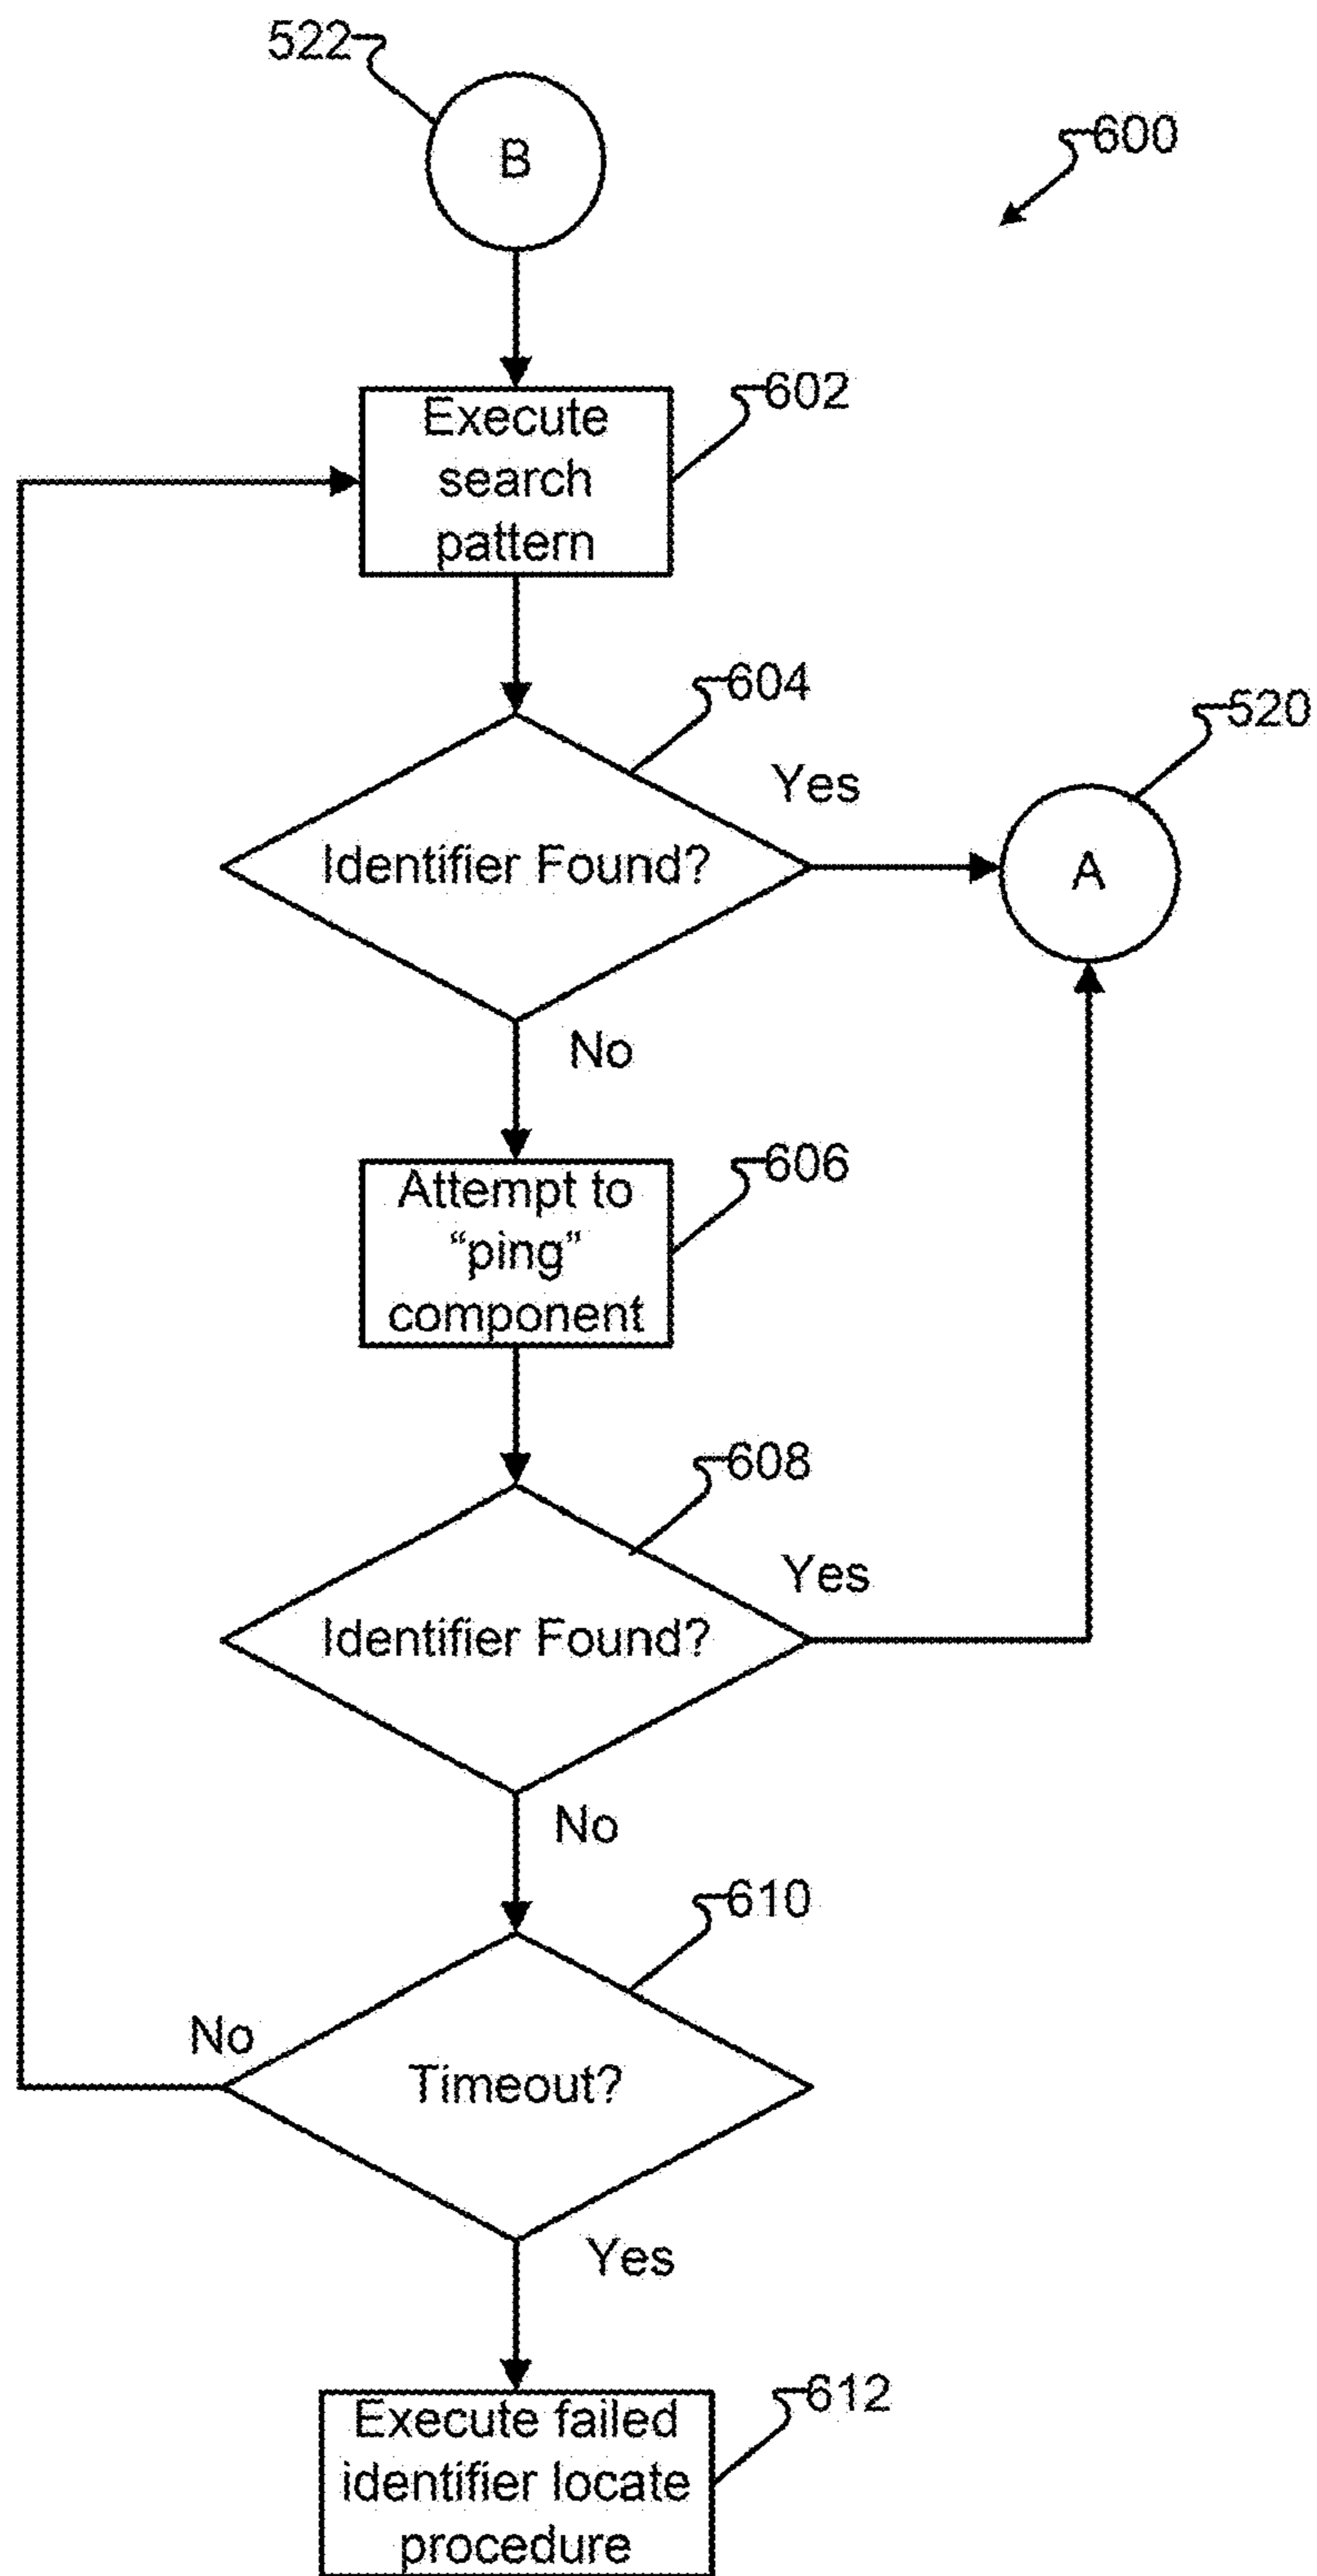 522
B
600
602
Execute
search
pattern
604
Yes
520
Identifier Found?
A
No
606
Attempt to
“ping”
component
608
Yes
Identifier Found?
No
610
No
Timeout?
Yes
612
Execute failed
identifier locate
procedure